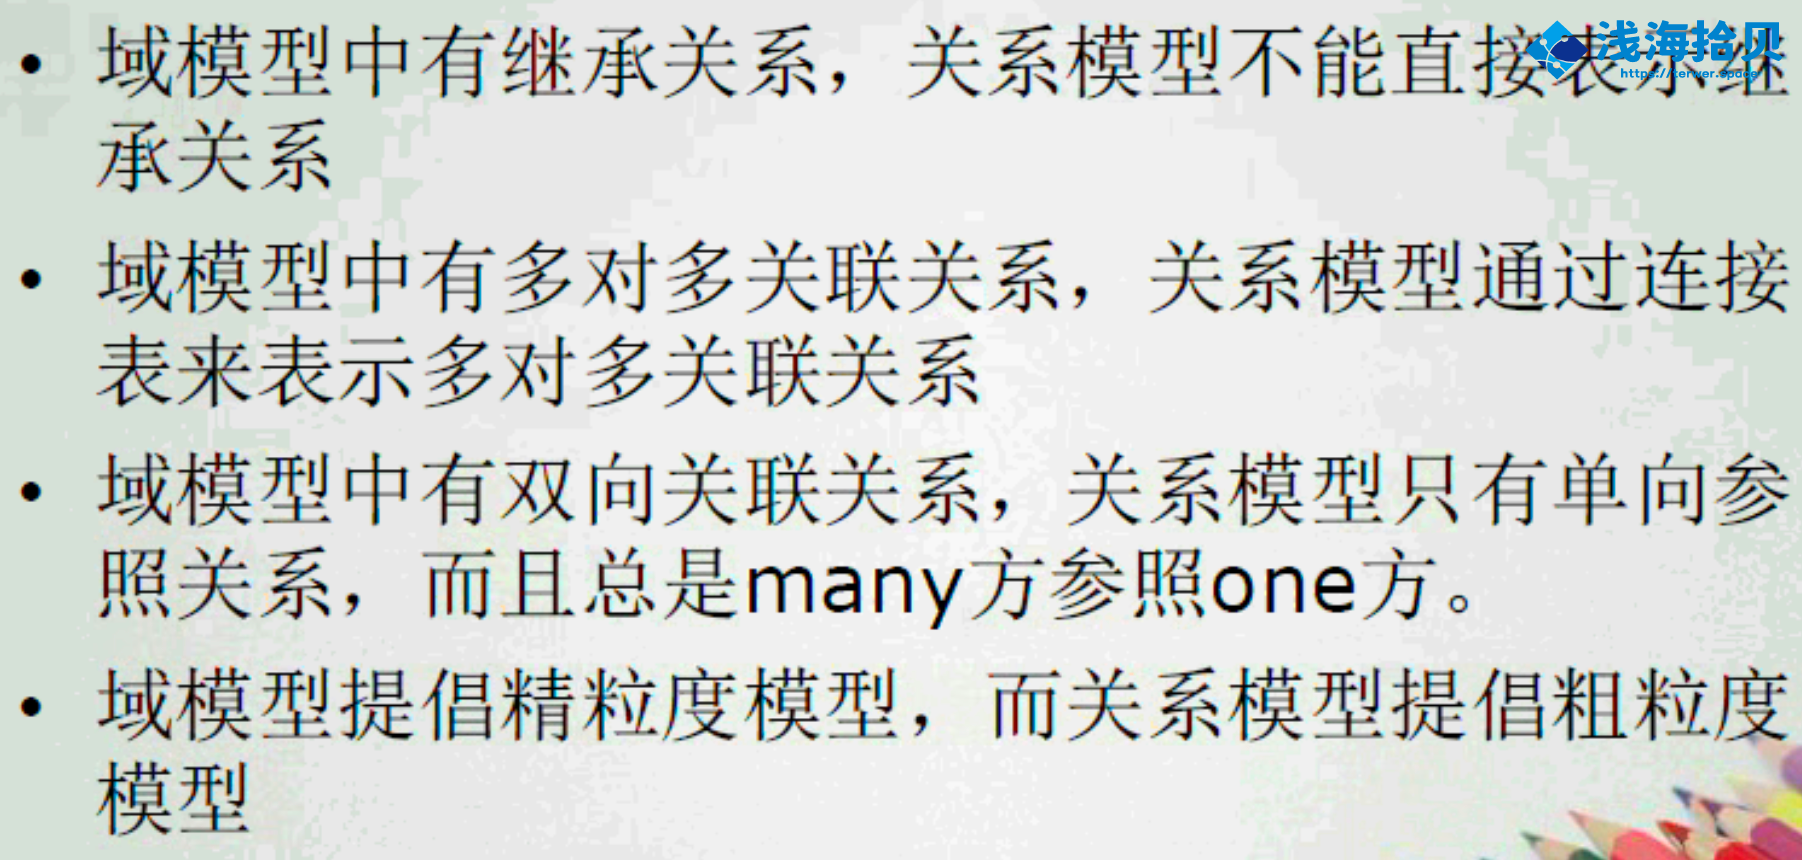 浅海拾贝
https://terwer.space
• 域模型中有继承关系，关系模型不能直接表示继
承关系
• 域模型中有多对多关联关系，关系模型通过连接
表来表示多对多关联关系
• 域模型中有双向关联关系，关系模型只有单向参
照关系，而且总是many方参照one方。
• 域模型提倡精粒度模型，而关系模型提倡粗粒度
模型